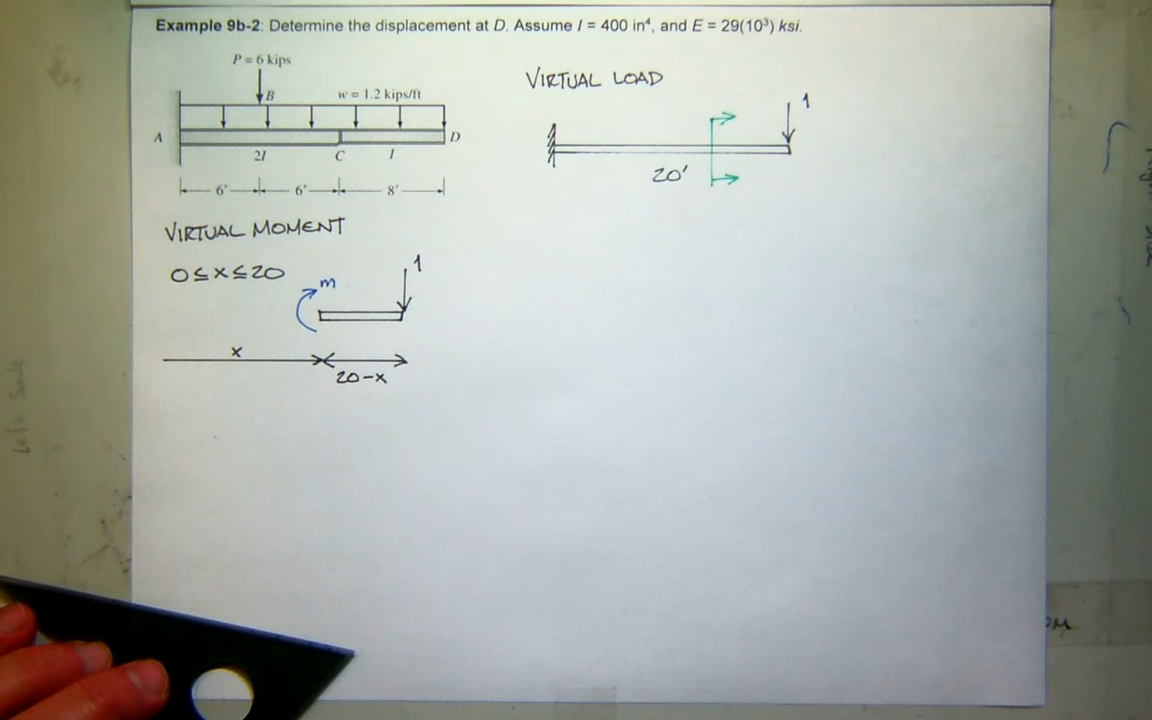 Example 9b-2: Determine the displacement at D. Assume I = 400 in⁴, and E = 29(10³) ksi.
P = 6 kips
B
w = 1.2 kips/ft
A
D
2I
C
I
6'
6'
8'
VIRTUAL LOAD
1
20'
VIRTUAL MOMENT
0 ≤ x ≤ 20
m
1
x
20-x